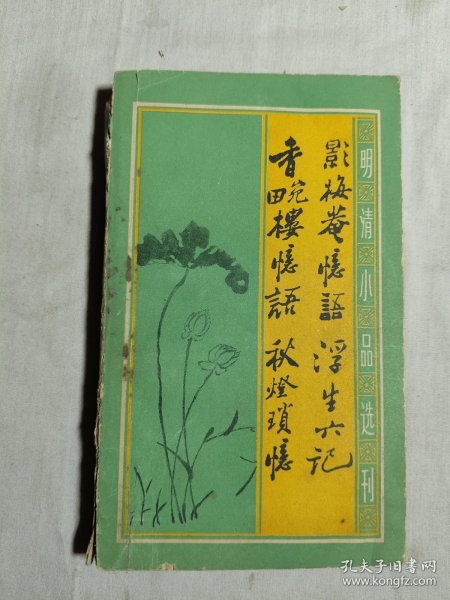 明清小品选刊
影梅菴憶語 浮生六記
香畹樓憶語 秋燈瑣憶
孔夫子旧书网
www.kongfz.com